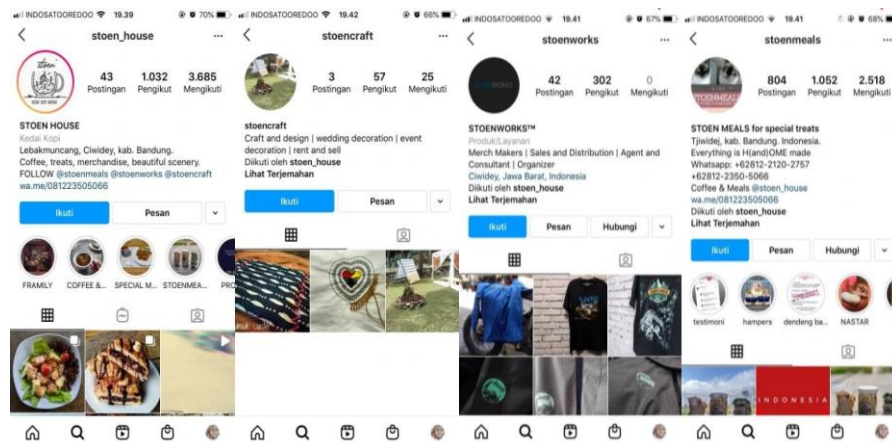 INDOSATOOREDOO 19.39 70%
stoen_house
43 1.032 3.685
Postingan Pengikut Mengikuti
STOEN HOUSE
Kedai Kopi
Lebakmuncang, Ciwidey, kab. Bandung.
Coffee, treats, merchandise, beautiful scenery.
FOLLOW @stoenmeals @stoenworks @stoencraft
wa.me/081223505066
Ikuti Pesan
FRAMILY COFFEE &... SPECIAL M... STOENMEA... PRO
INDOSATOOREDOO 19.42 66%
stoencraft
3 57 25
Postingan Pengikut Mengikuti
stoencraft
Craft and design | wedding decoration | event
decoration | rent and sell
Diikuti oleh stoen_house
Lihat Terjemahan
Ikuti Pesan
INDOSATOOREDOO 19.41 67%
stoenworks
WORKS
42 302 0
Postingan Pengikut Mengikuti
STOENWORKS™
Produk/Layanan
Merch Makers | Sales and Distribution | Agent and
Consultant | Organizer
Ciwidey, Jawa Barat, Indonesia
Diikuti oleh stoen_house
Lihat Terjemahan
Ikuti Pesan Hubungi
INDOSATOOREDOO 19.41 68%
stoenmeals
STOENMEAL
804 1.052 2.518
Postingan Pengikut Mengikuti
STOEN MEALS for special treats
Tjiwidej, kab. Bandung. Indonesia.
Everything is H(and)OME made
Whatsapp: +62812-2120-2757
+62812-2350-5066
Coffee & Meals @stoen_house
wa.me/081223505066
Diikuti oleh stoen_house
Lihat Terjemahan
Ikuti Pesan Hubungi
testimoni hampers dendeng ba... NASTAR
INDONESIA